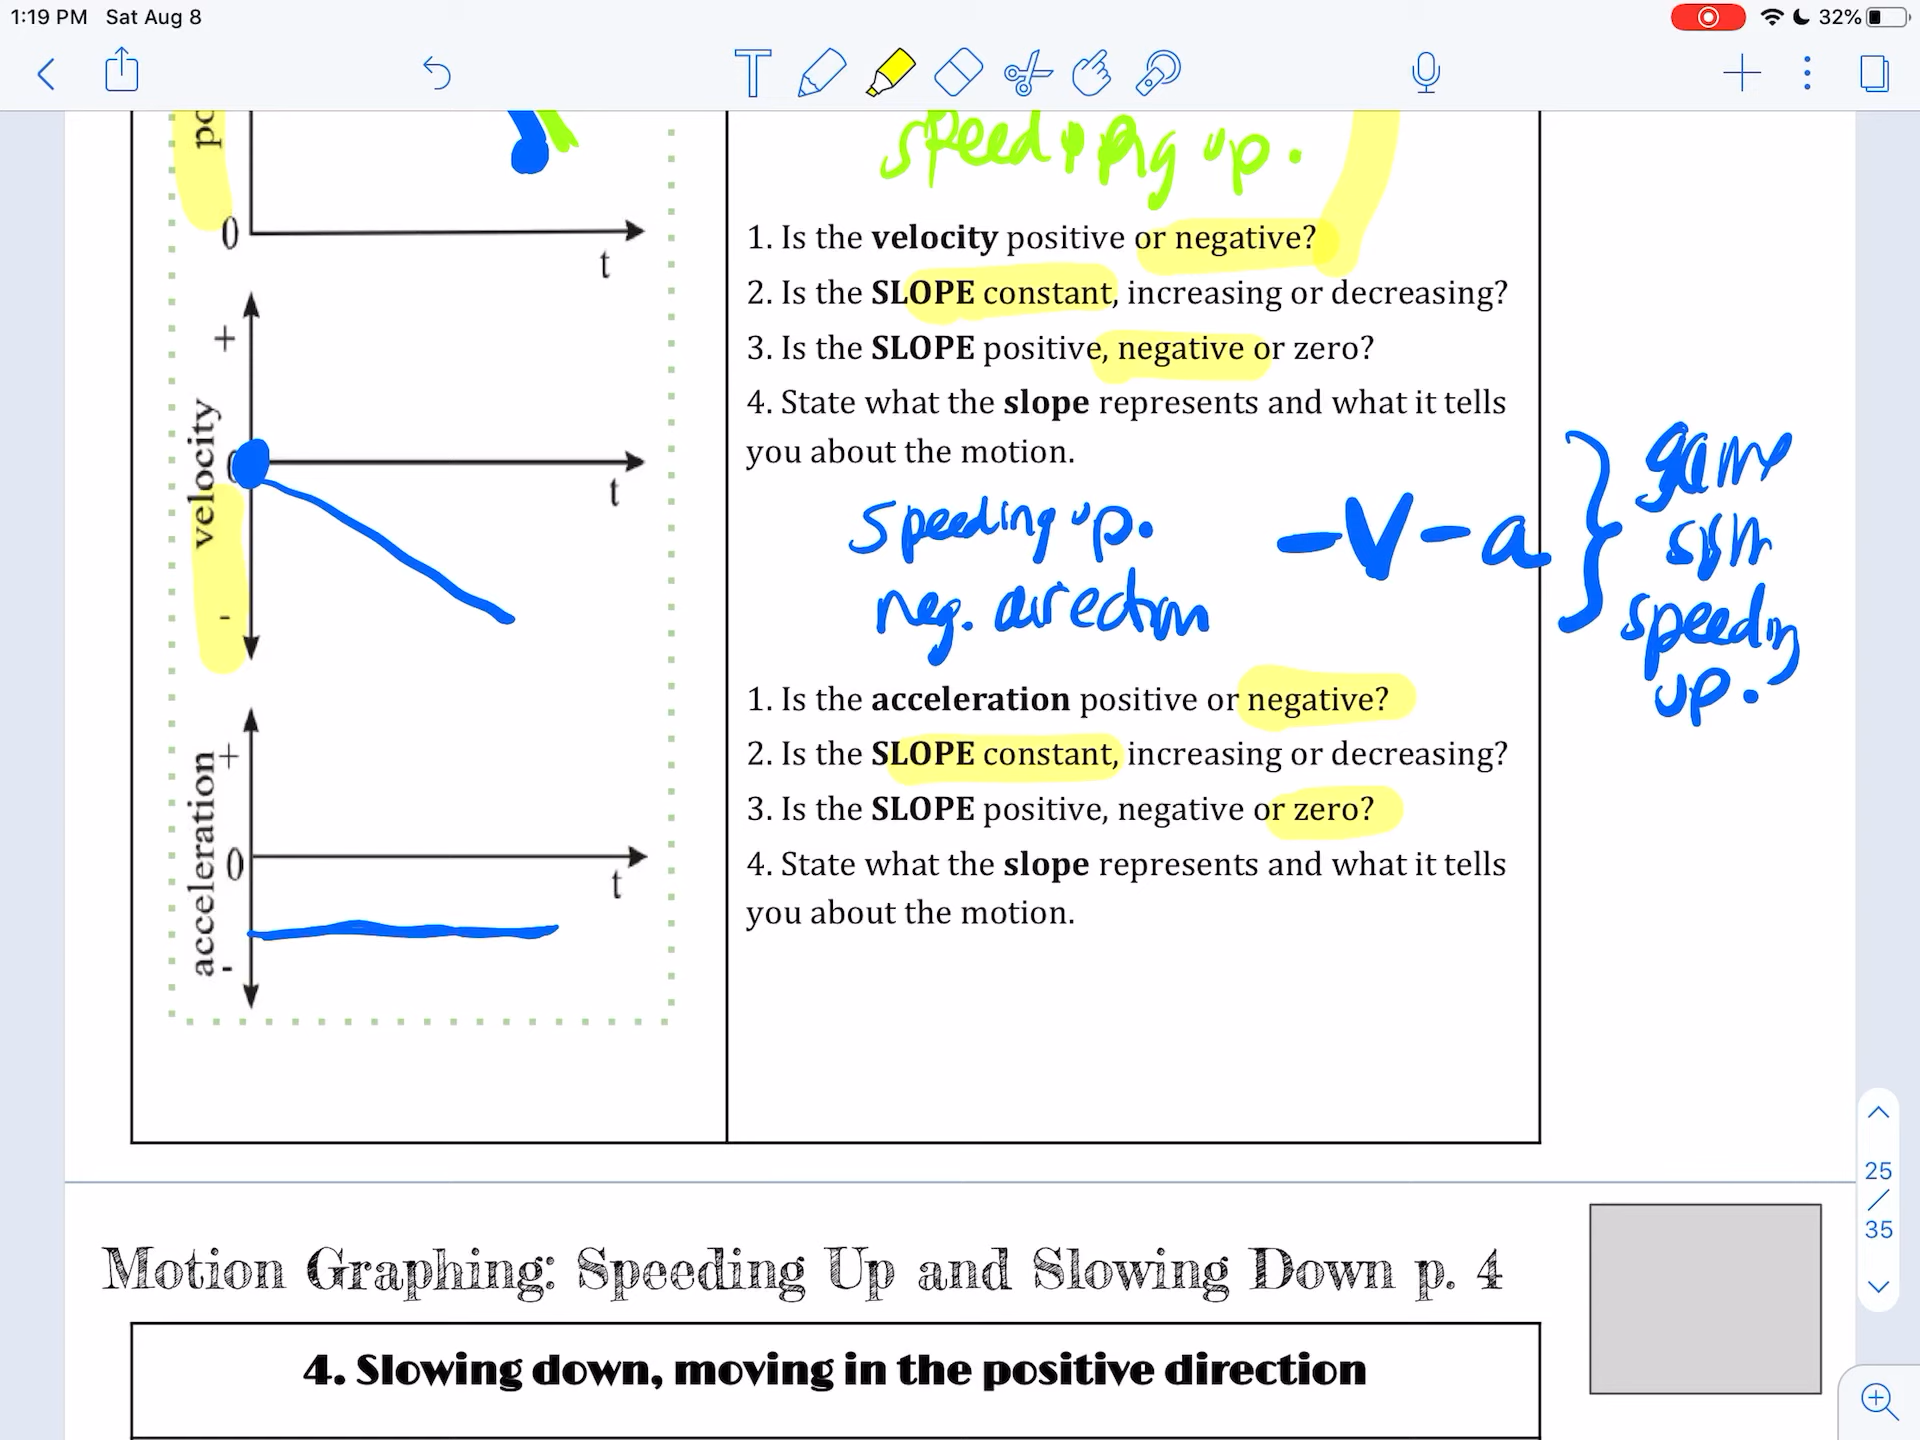 1:19 PM Sat Aug 8
32%
T
po
0
t
speeding up.
1. Is the velocity positive or negative?
2. Is the SLOPE constant, increasing or decreasing?
3. Is the SLOPE positive, negative or zero?
4. State what the slope represents and what it tells
you about the motion.
+
velocity
-
t
speeding up.
neg. direction
-V -a
same
sign
speeding
up.
1. Is the acceleration positive or negative?
2. Is the SLOPE constant, increasing or decreasing?
3. Is the SLOPE positive, negative or zero?
4. State what the slope represents and what it tells
you about the motion.
+
acceleration
0
-
t
25
/
35
Motion Graphing: Speeding Up and Slowing Down p. 4
4. Slowing down, moving in the positive direction